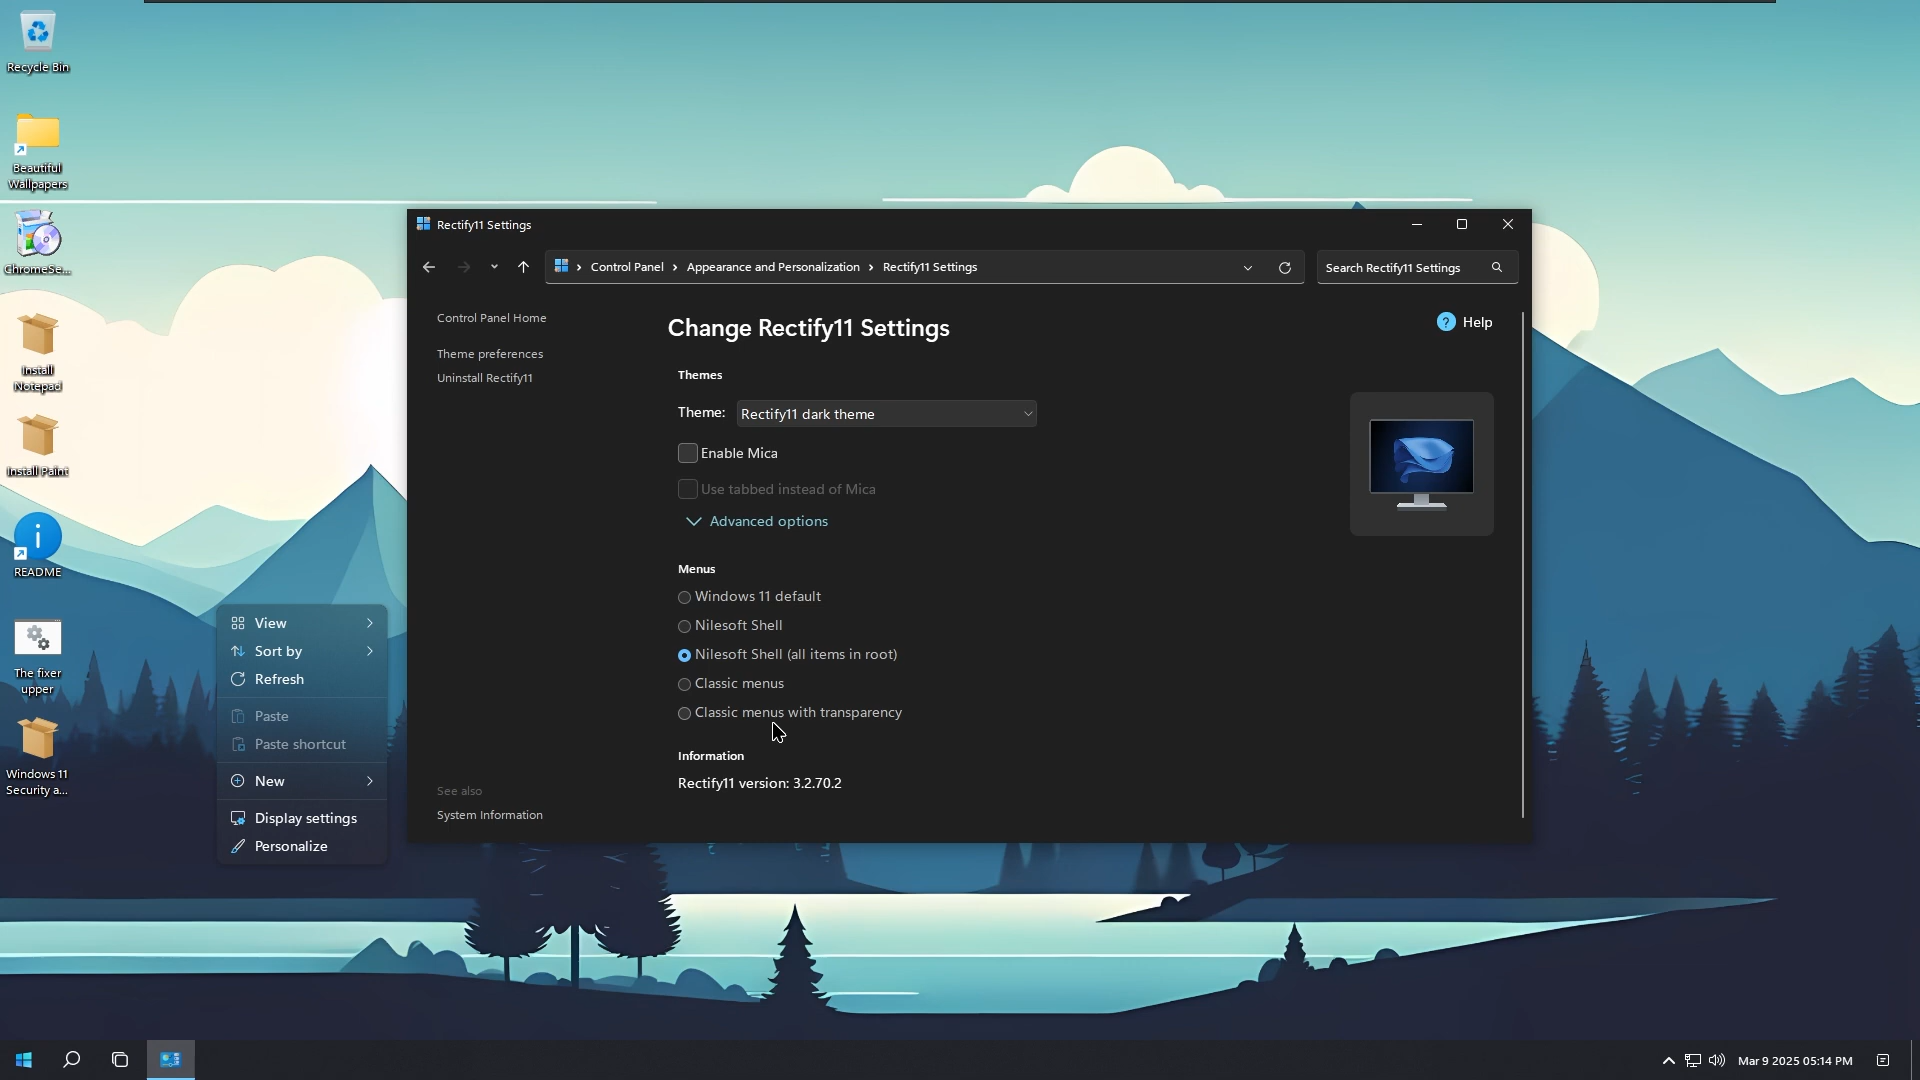 Recycle Bin
Beautiful
Wallpapers
ChromeSe...
Install
Notepad
Install Paint
README
The fixer
upper
Windows 11
Security a...
View
Sort by
Refresh
Paste
Paste shortcut
New
Display settings
Personalize
Rectify11 Settings
Control Panel
Appearance and Personalization
Rectify11 Settings
Search Rectify11 Settings
Control Panel Home
Theme preferences
Uninstall Rectify11
See also
System Information
Change Rectify11 Settings
Help
Themes
Theme: Rectify11 dark theme
Enable Mica
Use tabbed instead of Mica
Advanced options
Menus
Windows 11 default
Nilesoft Shell
Nilesoft Shell (all items in root)
Classic menus
Classic menus with transparency
Information
Rectify11 version: 3.2.70.2
Mar 9 2025 05:14 PM